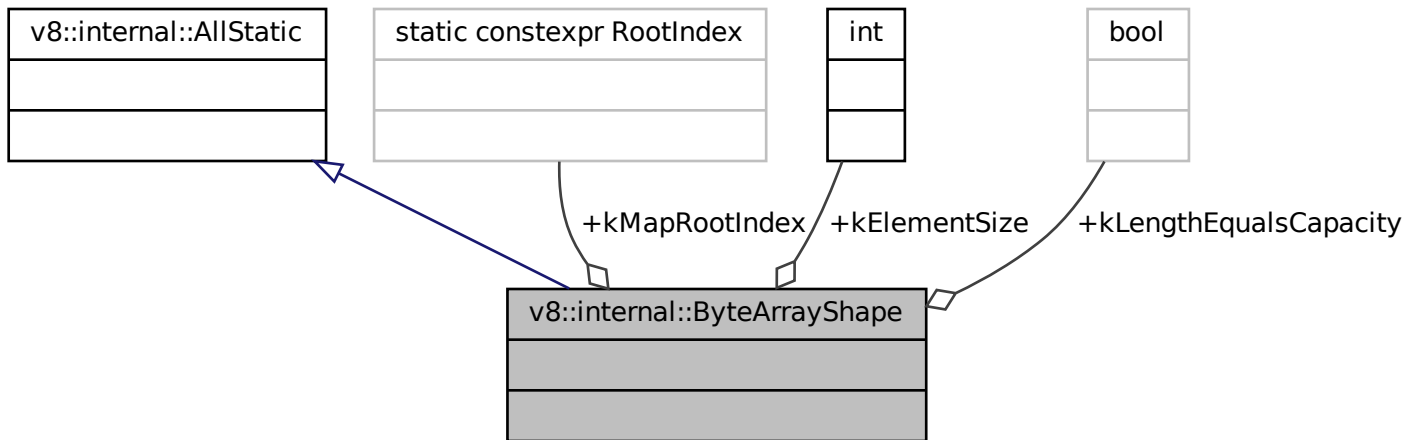 v8::internal::AllStatic
static constexpr RootIndex
int
bool
+kMapRootIndex
+kElementSize
+kLengthEqualsCapacity
v8::internal::ByteArrayShape